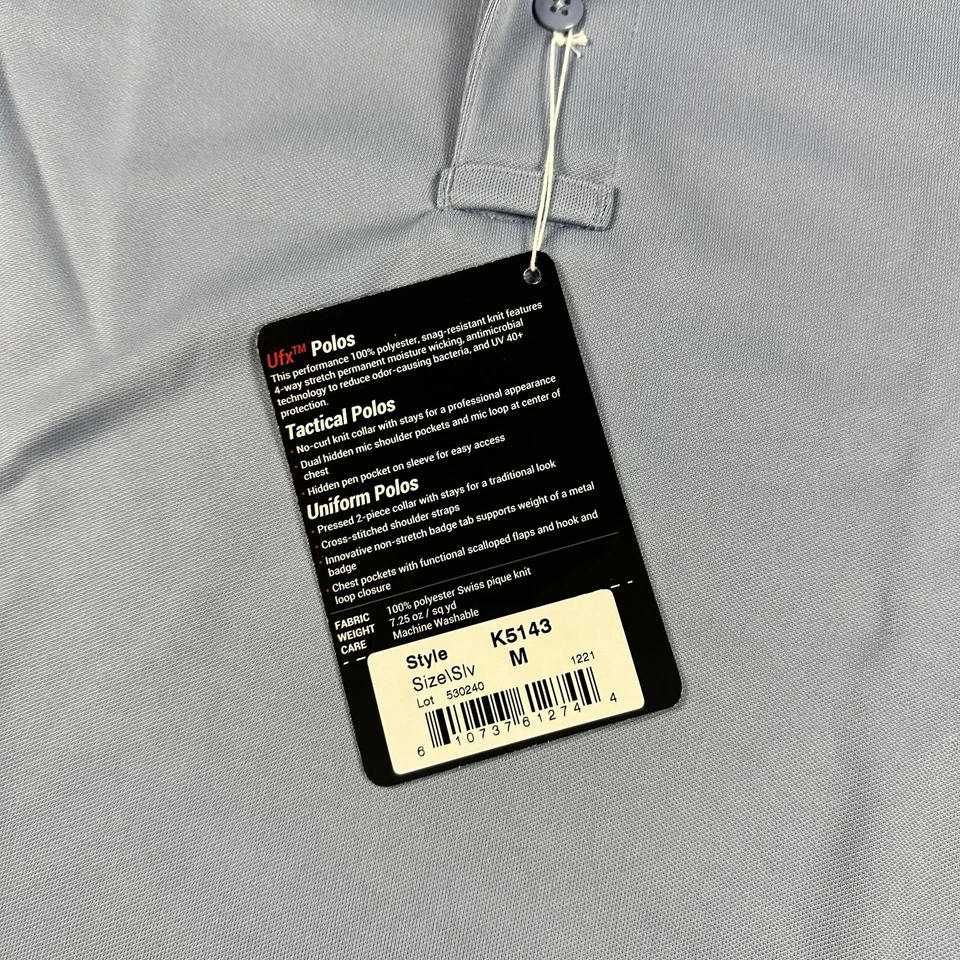 Ufx™ Polos
This performance 100% polyester, snag-resistant knit features
4-way stretch permanent moisture wicking, antimicrobial
technology to reduce odor-causing bacteria, and UV 40+
protection.
Tactical Polos
· No-curl knit collar with stays for a professional appearance
· Dual hidden mic shoulder pockets and mic loop at center of
chest
· Hidden pen pocket on sleeve for easy access
Uniform Polos
· Pressed 2-piece collar with stays for a traditional look
· Cross-stitched shoulder straps
· Innovative non-stretch badge tab supports weight of a metal
badge
· Chest pockets with functional scalloped flaps and hook and
loop closure
FABRIC 100% polyester Swiss pique knit
WEIGHT 7.25 oz / sq yd
CARE Machine Washable
Style K5143
Size\Slv M
Lot 530240 1221
6 10737 61274 4